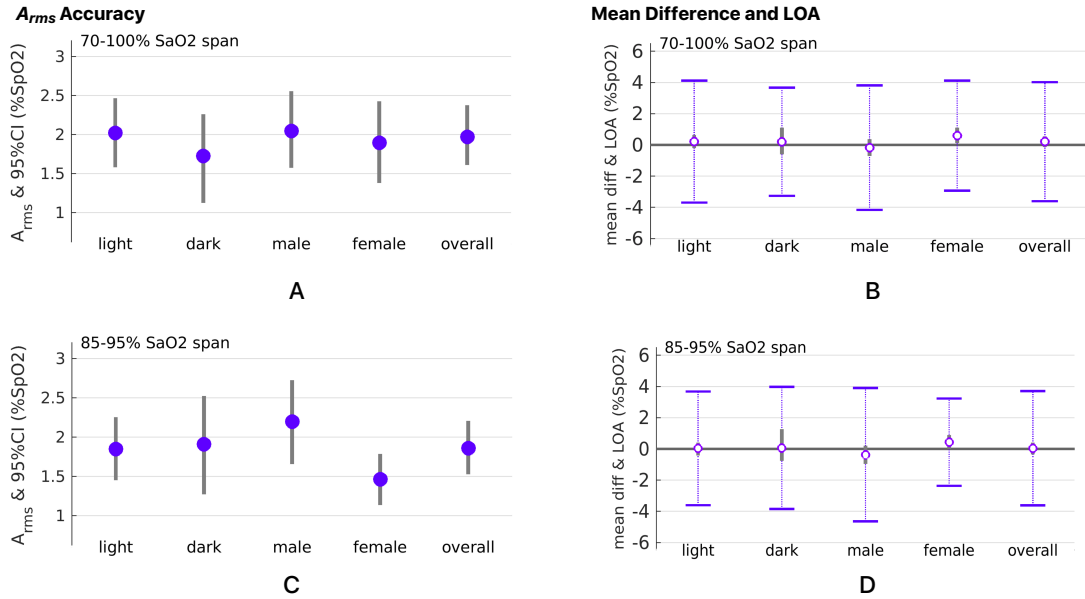 Arms Accuracy
70-100% SaO2 span
Arms & 95%CI (%SpO2)
3
2.5
2
1.5
1
light dark male female overall
A
Mean Difference and LOA
70-100% SaO2 span
mean diff & LOA (%SpO2)
6
4
2
0
-2
-4
-6
light dark male female overall
B
85-95% SaO2 span
Arms & 95%CI (%SpO2)
3
2.5
2
1.5
1
light dark male female overall
C
85-95% SaO2 span
mean diff & LOA (%SpO2)
6
4
2
0
-2
-4
-6
light dark male female overall
D